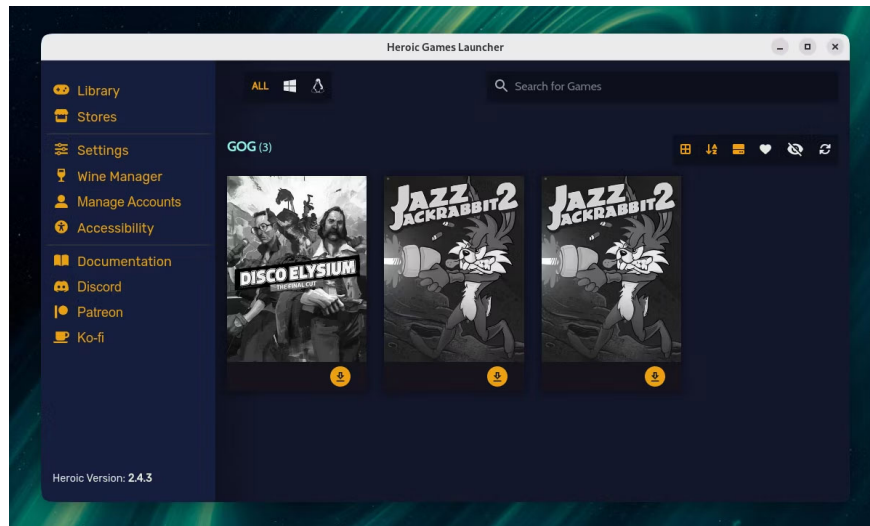 Heroic Games Launcher
Library
Stores
Settings
Wine Manager
Manage Accounts
Accessibility
Documentation
Discord
Patreon
Ko-fi
Heroic Version: 2.4.3
ALL
Search for Games
GOG (3)
DISCO ELYSIUM
THE FINAL CUT
JAZZ
JACKRABBIT 2
JAZZ
JACKRABBIT 2